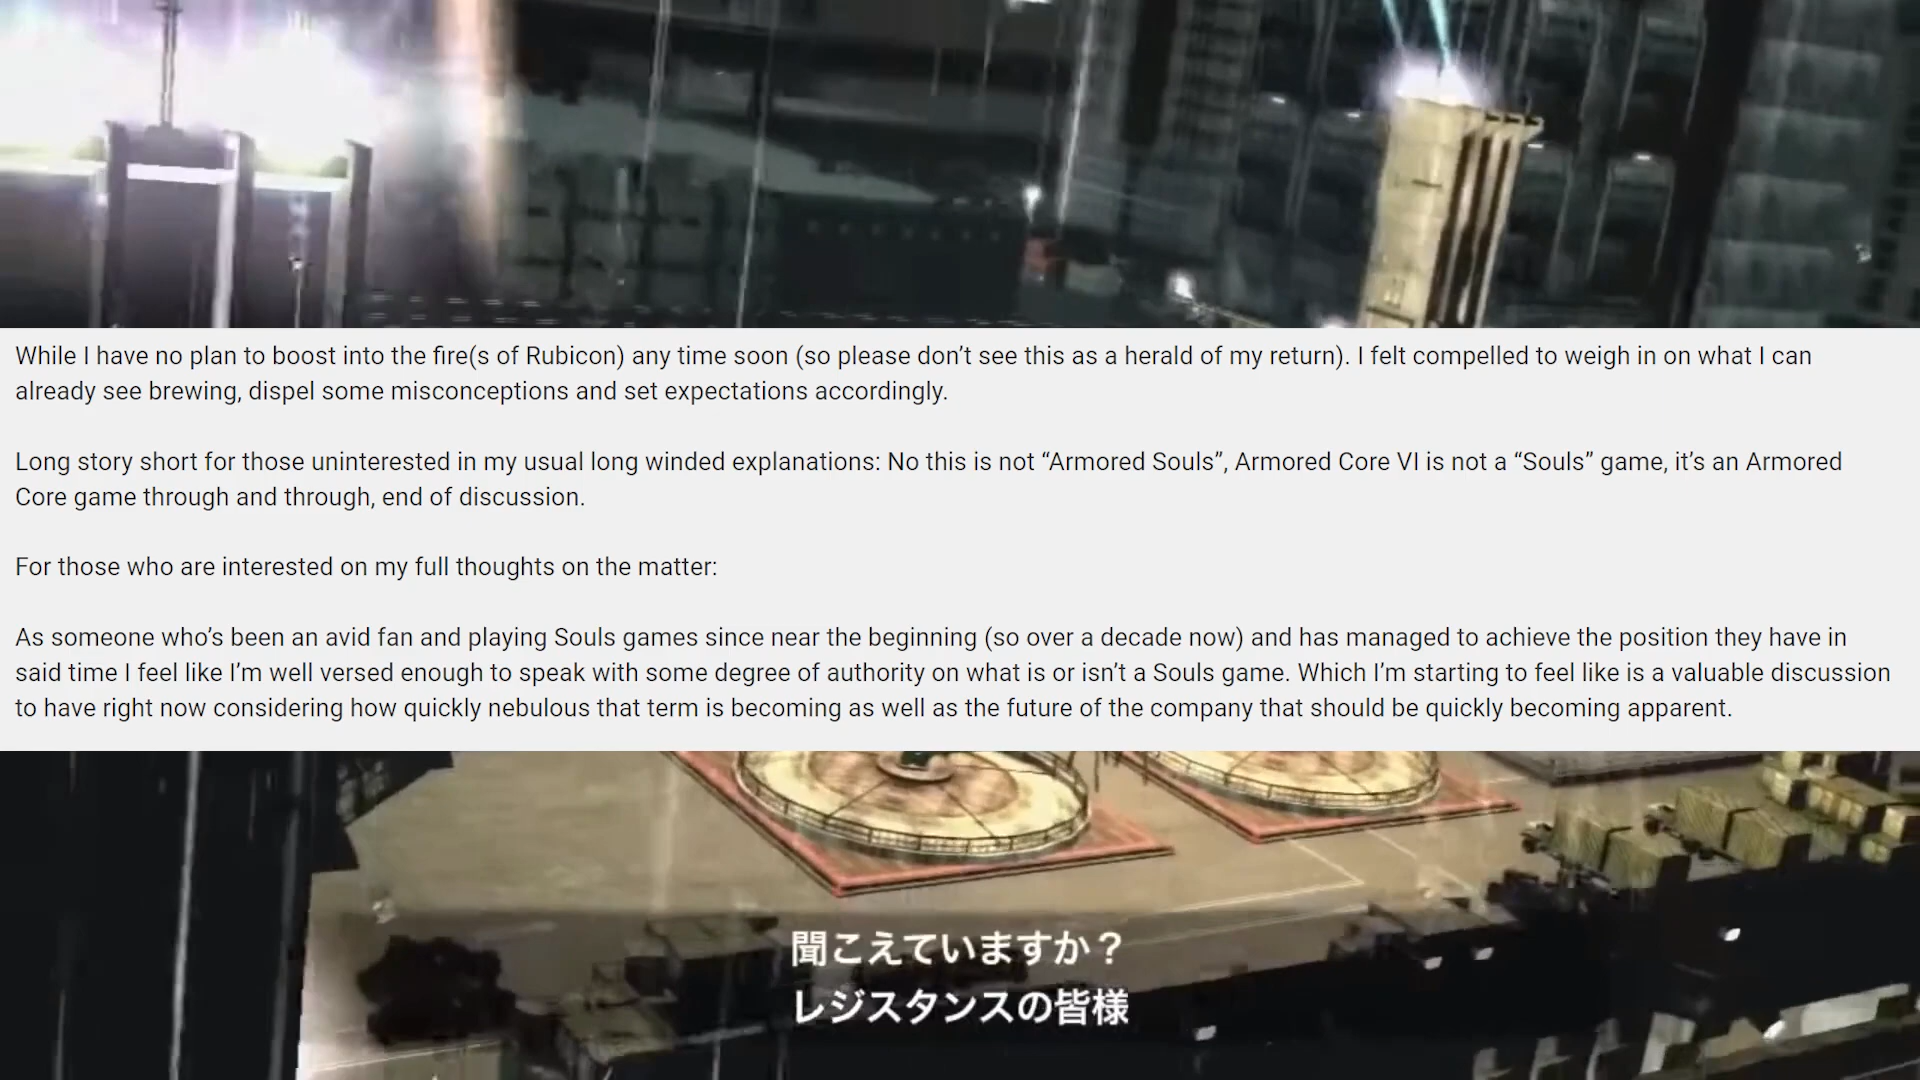 While I have no plan to boost into the fire(s of Rubicon) any time soon (so please don’t see this as a herald of my return). I felt compelled to weigh in on what I can
already see brewing, dispel some misconceptions and set expectations accordingly.
Long story short for those uninterested in my usual long winded explanations: No this is not “Armored Souls”, Armored Core VI is not a “Souls” game, it’s an Armored
Core game through and through, end of discussion.
For those who are interested on my full thoughts on the matter:
As someone who’s been an avid fan and playing Souls games since near the beginning (so over a decade now) and has managed to achieve the position they have in
said time I feel like I’m well versed enough to speak with some degree of authority on what is or isn’t a Souls game. Which I’m starting to feel like is a valuable discussion
to have right now considering how quickly nebulous that term is becoming as well as the future of the company that should be quickly becoming apparent.
聞こえていますか？
レジスタンスの皆様